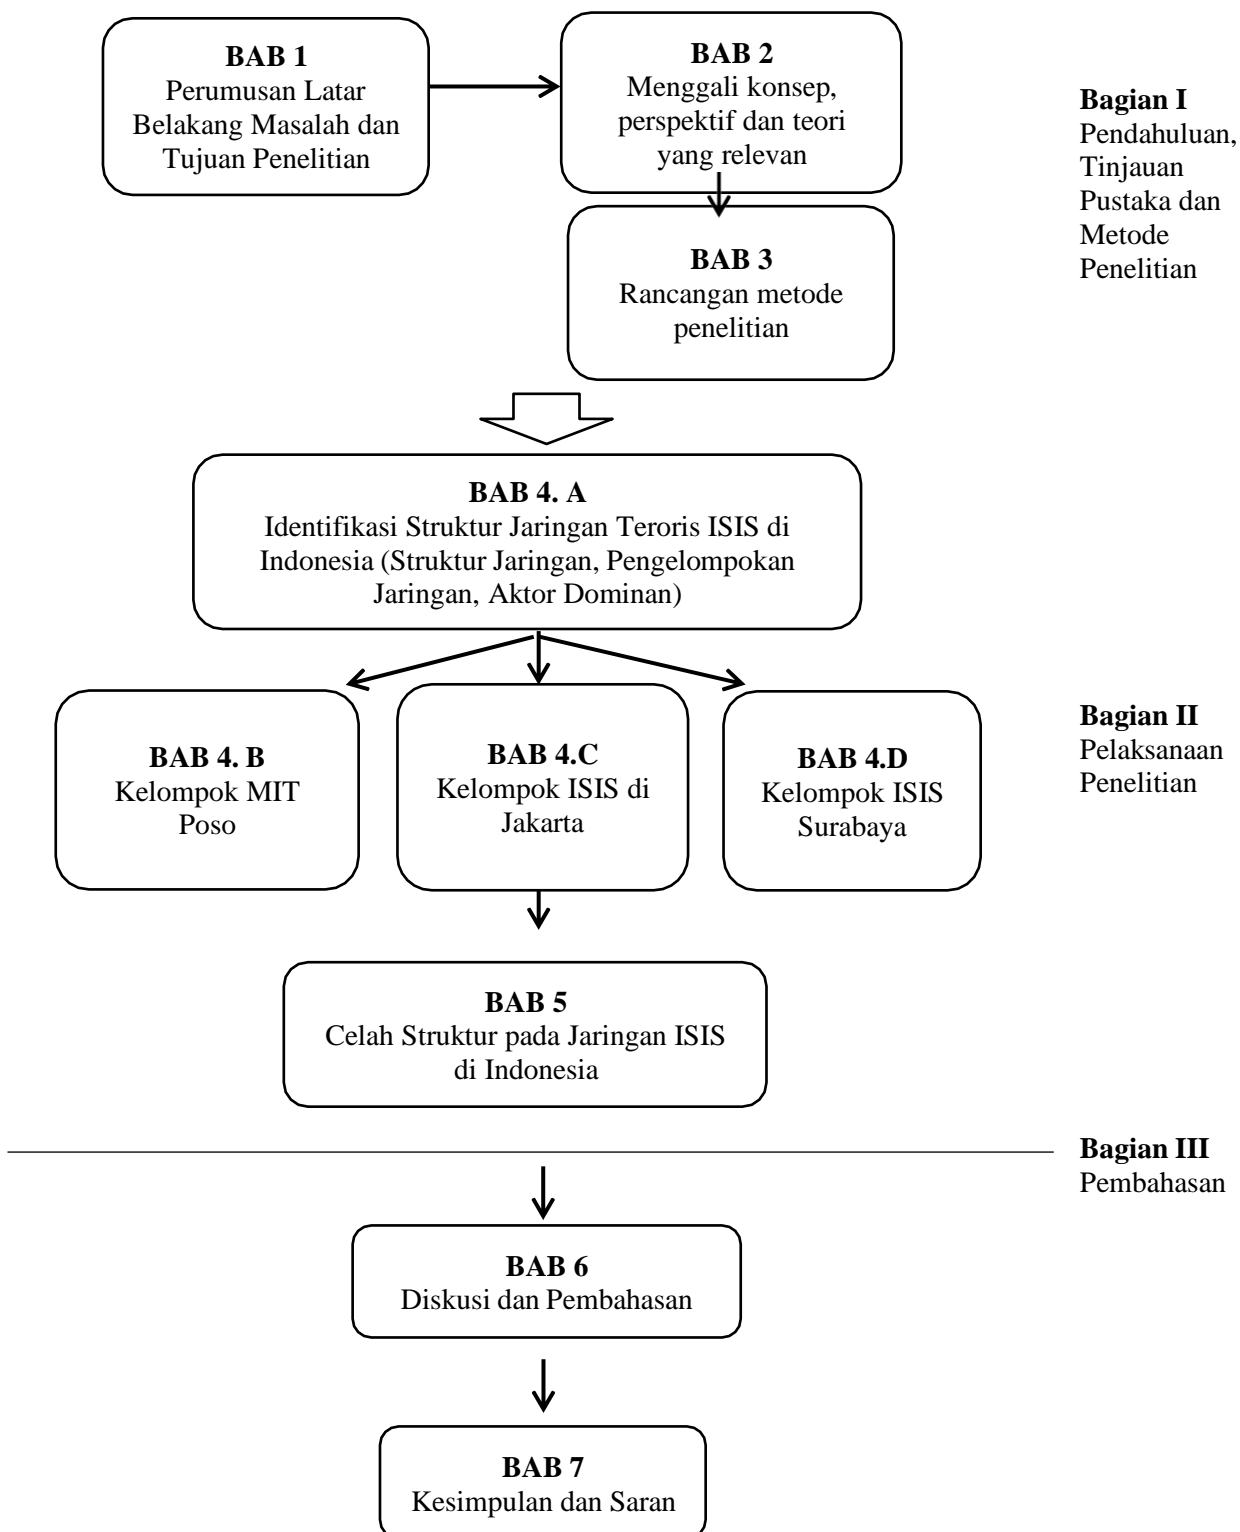 BAB 1
Perumusan Latar
Belakang Masalah dan
Tujuan Penelitian
BAB 2
Menggali konsep,
perspektif dan teori
yang relevan
Bagian I
Pendahuluan,
Tinjauan
Pustaka dan
Metode
Penelitian
BAB 3
Rancangan metode
penelitian
BAB 4. A
Identifikasi Struktur Jaringan Teroris ISIS di
Indonesia (Struktur Jaringan, Pengelompokan
Jaringan, Aktor Dominan)
BAB 4. B
Kelompok MIT
Poso
BAB 4.C
Kelompok ISIS di
Jakarta
BAB 4.D
Kelompok ISIS
Surabaya
Bagian II
Pelaksanaan
Penelitian
BAB 5
Celah Struktur pada Jaringan ISIS
di Indonesia
Bagian III
Pembahasan
BAB 6
Diskusi dan Pembahasan
BAB 7
Kesimpulan dan Saran